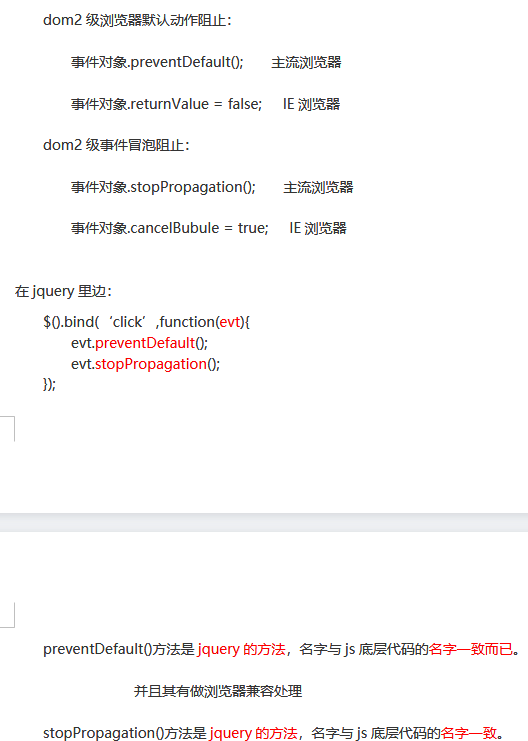 dom2 级浏览器默认动作阻止：
事件对象.preventDefault(); 主流浏览器
事件对象.returnValue = false; IE 浏览器
dom2 级事件冒泡阻止：
事件对象.stopPropagation(); 主流浏览器
事件对象.cancelBubule = true; IE 浏览器
在 jquery 里边：
$().bind(‘click’,function(evt){
evt.preventDefault();
evt.stopPropagation();
});
preventDefault()方法是 jquery 的方法，名字与 js 底层代码的名字一致而已。
并且其有做浏览器兼容处理
stopPropagation()方法是 jquery 的方法，名字与 js 底层代码的名字一致。